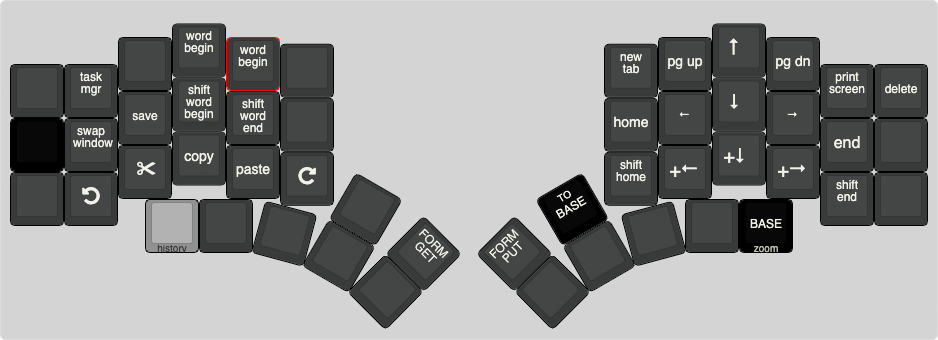 task
mgr
word
begin
word
begin
swap
window
save
shift
word
begin
shift
word
end
copy
paste
history
FORM
GET
new
tab
pg up
↑
pg dn
print
screen
delete
home
←
↓
→
end
shift
home
+←
+↓
+→
shift
end
TO
BASE
FORM
PUT
BASE
zoom